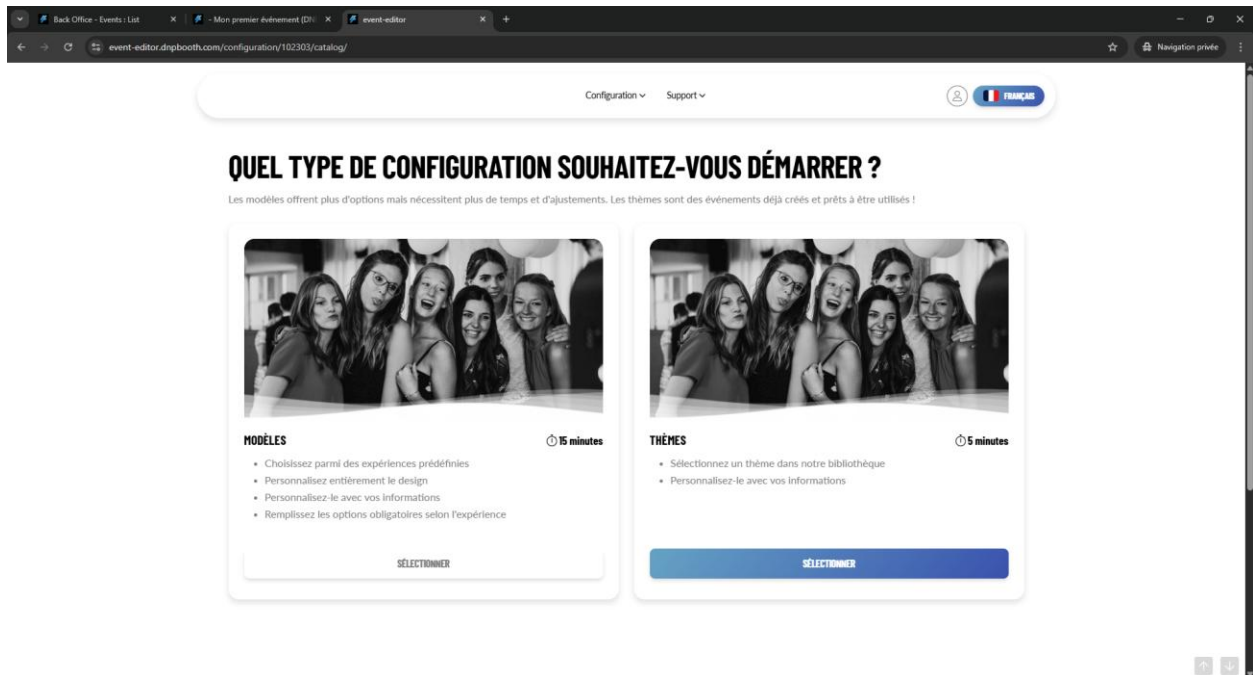 Back Office - Events : List
- Mon premier événement (DN
event-editor
event-editor.dnpbooth.com/configuration/102303/catalog/
Navigation privée
Configuration
Support
FRANÇAIS
QUEL TYPE DE CONFIGURATION SOUHAITEZ-VOUS DÉMARRER ?
Les modèles offrent plus d'options mais nécessitent plus de temps et d'ajustements. Les thèmes sont des événements déjà créés et prêts à être utilisés !
MODÈLES
15 minutes
• Choisissez parmi des expériences prédéfinies
• Personnalisez entièrement le design
• Personnalisez-le avec vos informations
• Remplissez les options obligatoires selon l'expérience
SÉLECTIONNER
THÈMES
5 minutes
• Sélectionnez un thème dans notre bibliothèque
• Personnalisez-le avec vos informations
SÉLECTIONNER